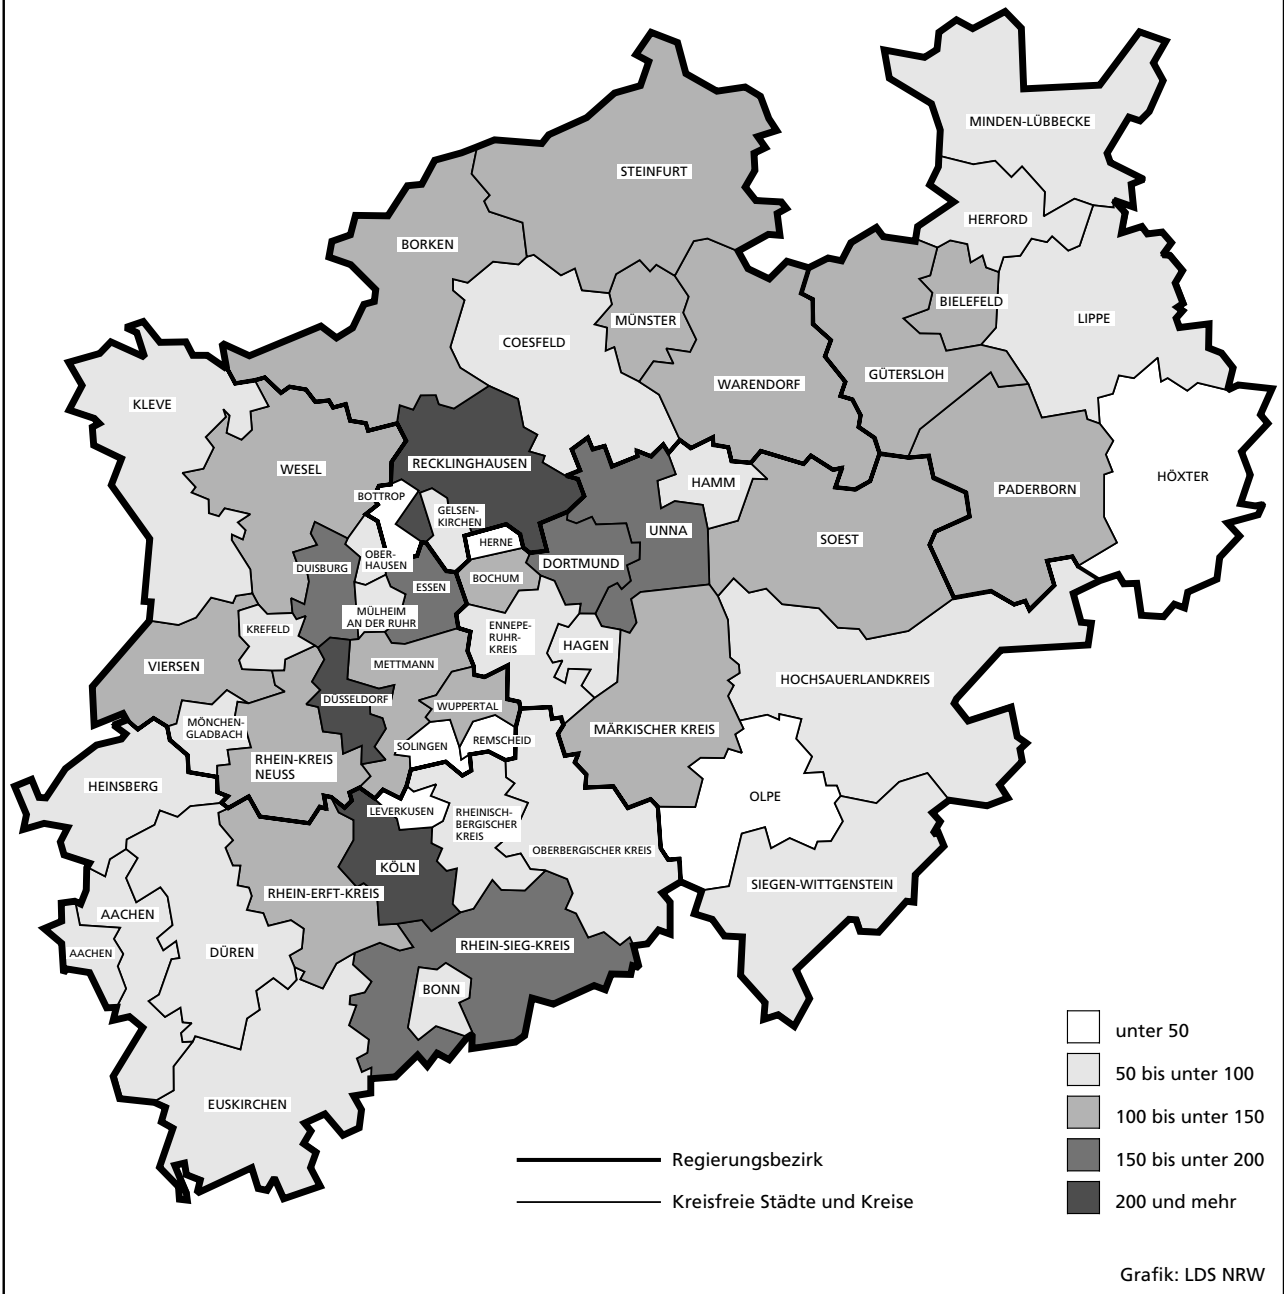 MINDEN-LÜBBECKE
STEINFURT
HERFORD
BORKEN
BIELEFELD
LIPPE
MÜNSTER
COESFELD
GÜTERSLOH
WARENDORF
KLEVE
RECKLINGHAUSEN
WESEL
HÖXTER
HAMM
PADERBORN
BOTTROP
GELSEN-
KIRCHEN
UNNA
SOEST
HERNE
OBER-
HAUSEN
DORTMUND
DUISBURG
BOCHUM
ESSEN
MÜLHEIM
AN DER RUHR
KREFELD
ENNEPE-
RUHR-
KREIS
HAGEN
VIERSEN
METTMANN
HOCHSAUERLANDKREIS
DÜSSELDORF
WUPPERTAL
MÖNCHEN-
GLADBACH
MÄRKISCHER KREIS
SOLINGEN
REMSCHEID
RHEIN-KREIS
NEUSS
HEINSBERG
OLPE
LEVERKUSEN
RHEINISCH-
BERGISCHER
KREIS
OBERBERGISCHER KREIS
KÖLN
SIEGEN-WITTGENSTEIN
RHEIN-ERFT-KREIS
AACHEN
RHEIN-SIEG-KREIS
AACHEN
DÜREN
BONN
EUSKIRCHEN
unter 50
50 bis unter 100
100 bis unter 150
150 bis unter 200
200 und mehr
Regierungsbezirk
Kreisfreie Städte und Kreise
Grafik: LDS NRW